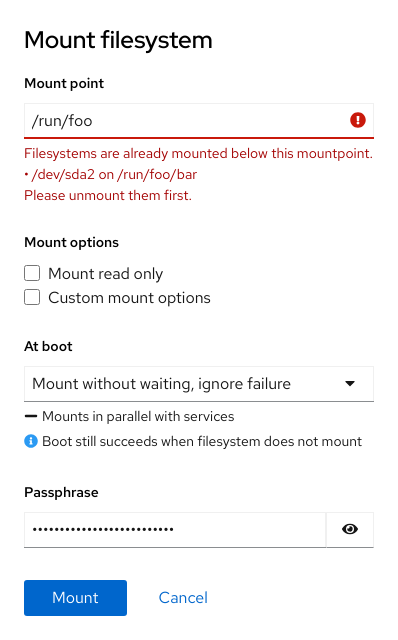 Mount filesystem
Mount point
/run/foo
Filesystems are already mounted below this mountpoint.
• /dev/sda2 on /run/foo/bar
Please unmount them first.
Mount options
Mount read only
Custom mount options
At boot
Mount without waiting, ignore failure
Mounts in parallel with services
Boot still succeeds when filesystem does not mount
Passphrase
••••••••••••••••••••••••••
Mount
Cancel